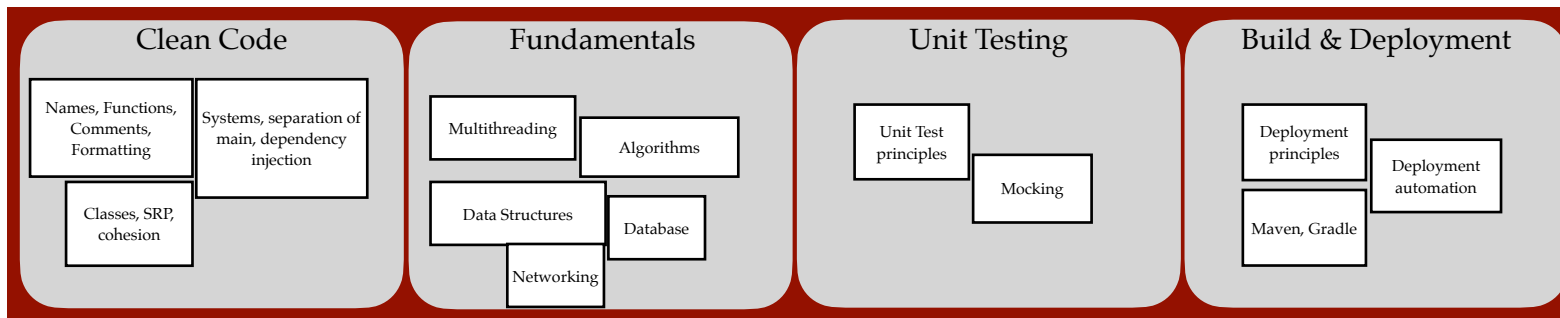 Clean Code
Names, Functions,
Comments,
Formatting
Systems, separation of
main, dependency
injection
Classes, SRP,
cohesion
Fundamentals
Multithreading
Algorithms
Data Structures
Database
Networking
Unit Testing
Unit Test
principles
Mocking
Build & Deployment
Deployment
principles
Deployment
automation
Maven, Gradle